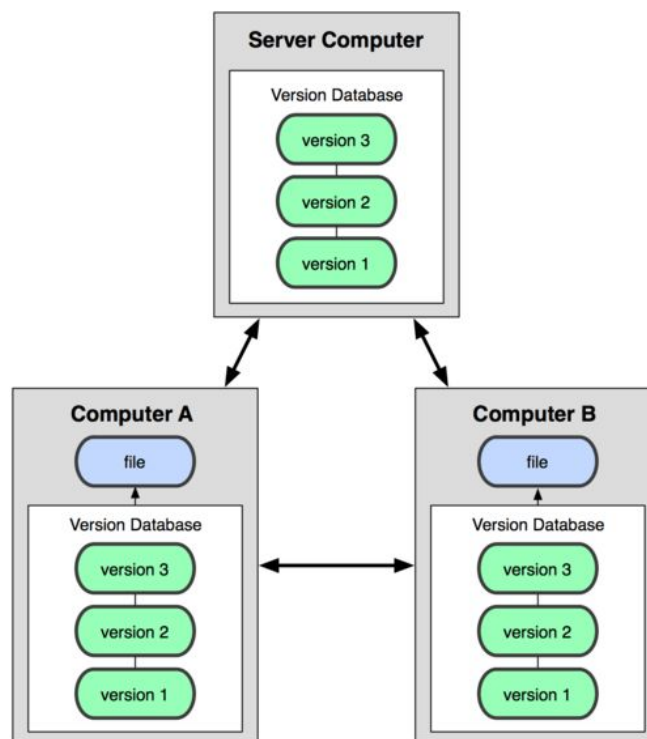 Server Computer
Version Database
version 3
version 2
version 1
Computer A
file
Version Database
version 3
version 2
version 1
Computer B
file
Version Database
version 3
version 2
version 1